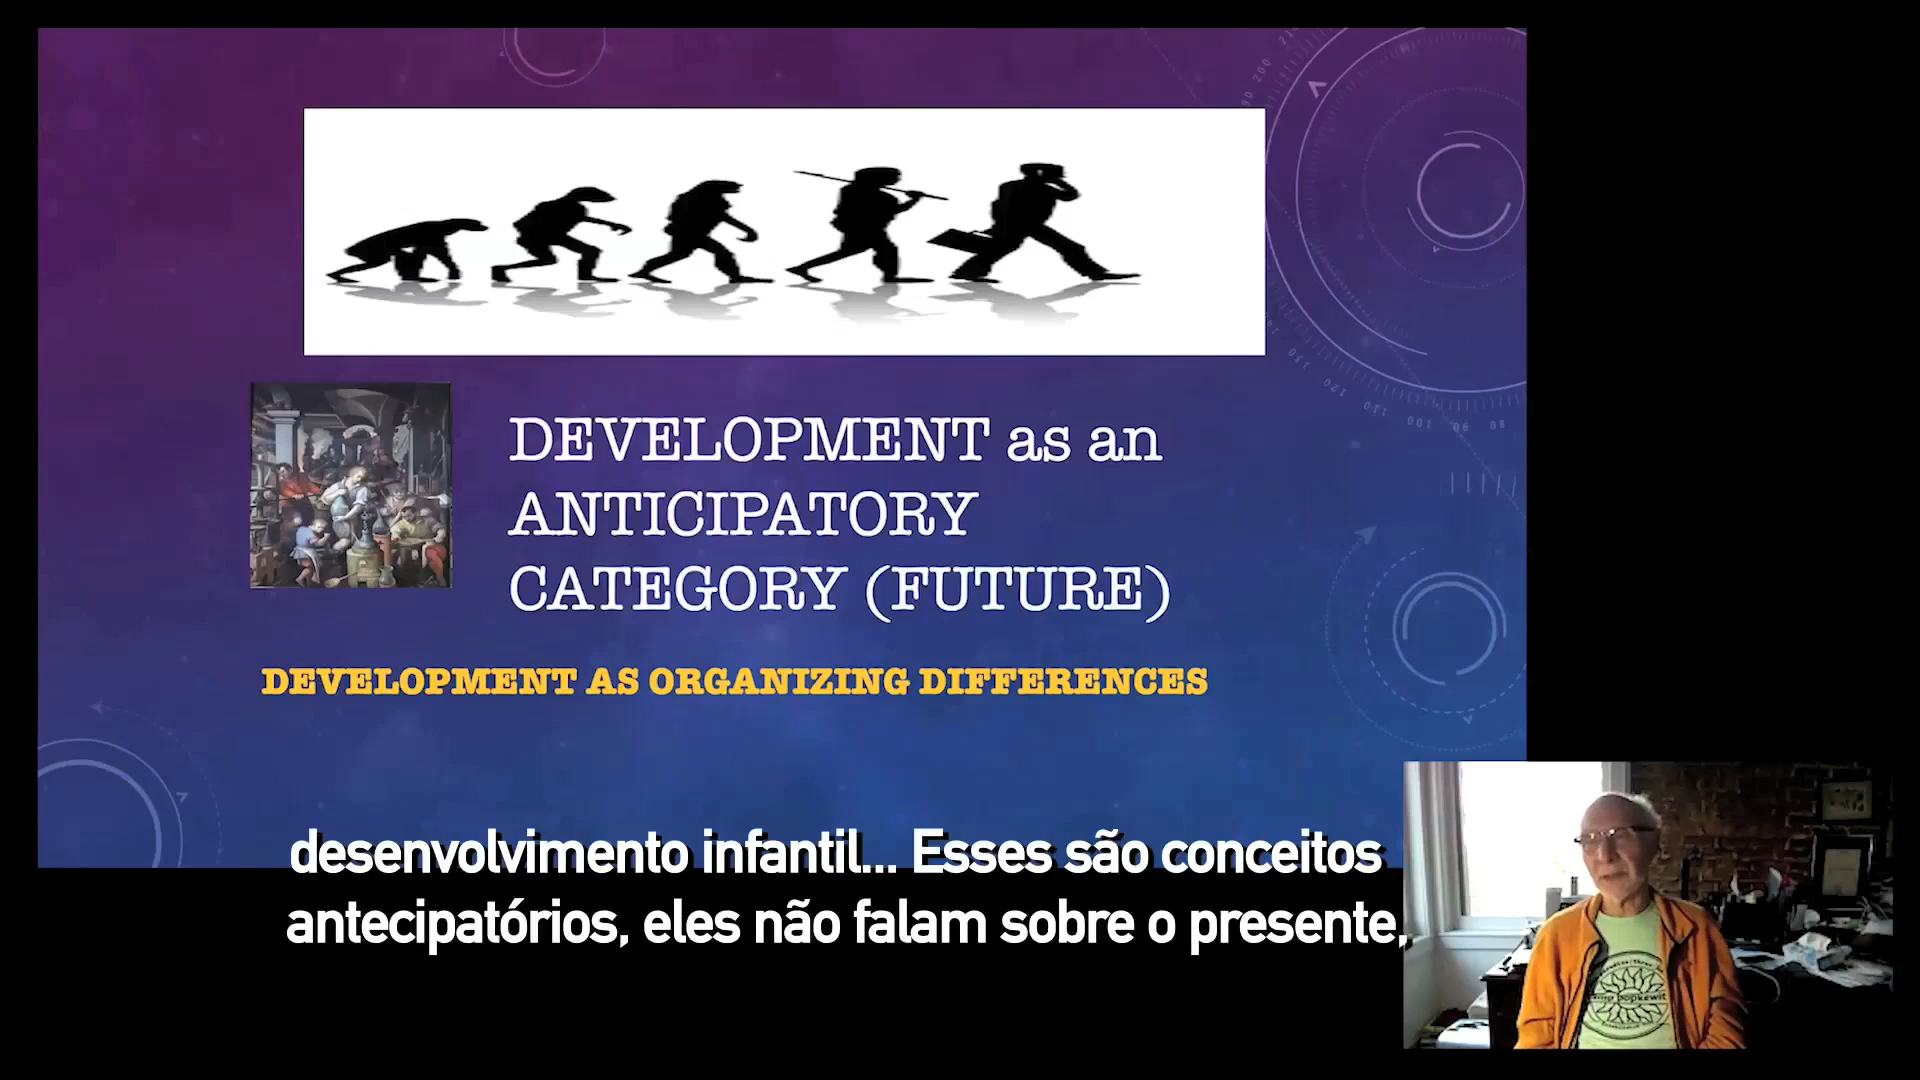 DEVELOPMENT as an
ANTICIPATORY
CATEGORY (FUTURE)
DEVELOPMENT AS ORGANIZING DIFFERENCES
desenvolvimento infantil... Esses são conceitos
antecipatórios, eles não falam sobre o presente,
popkewit